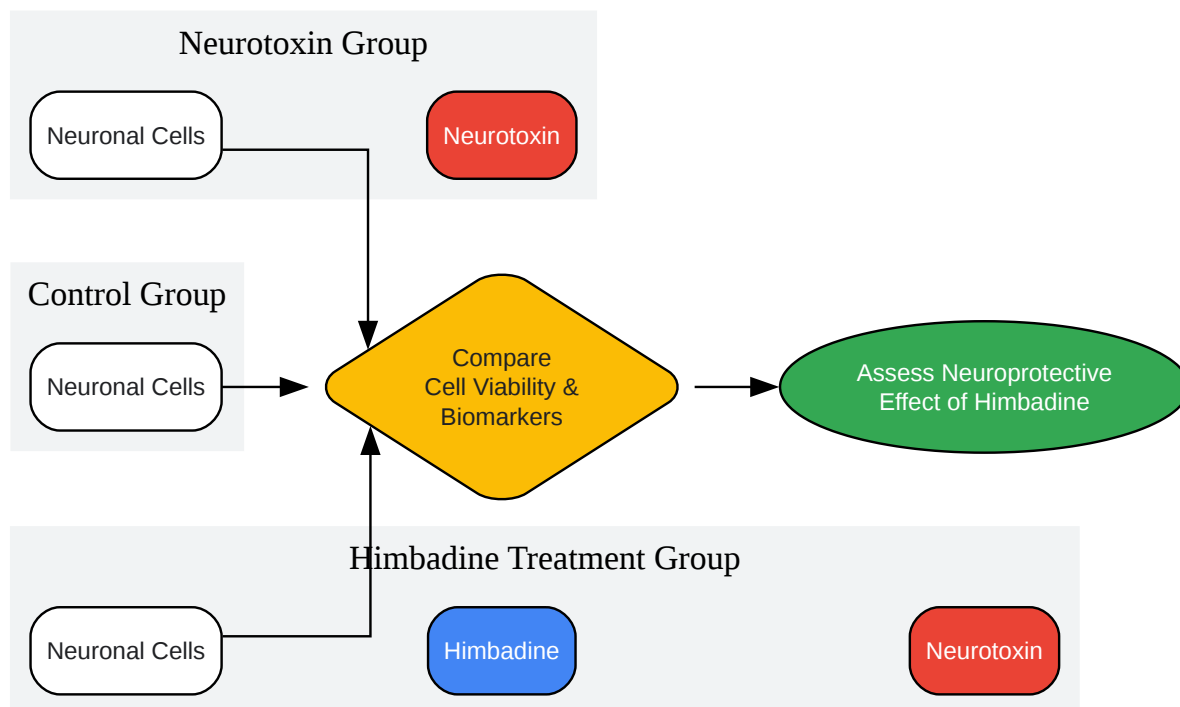 Neurotoxin Group
Neuronal Cells
Neurotoxin
Control Group
Neuronal Cells
Compare
Cell Viability &
Biomarkers
Assess Neuroprotective
Effect of Himbadine
Himbadine Treatment Group
Neuronal Cells
Himbadine
Neurotoxin